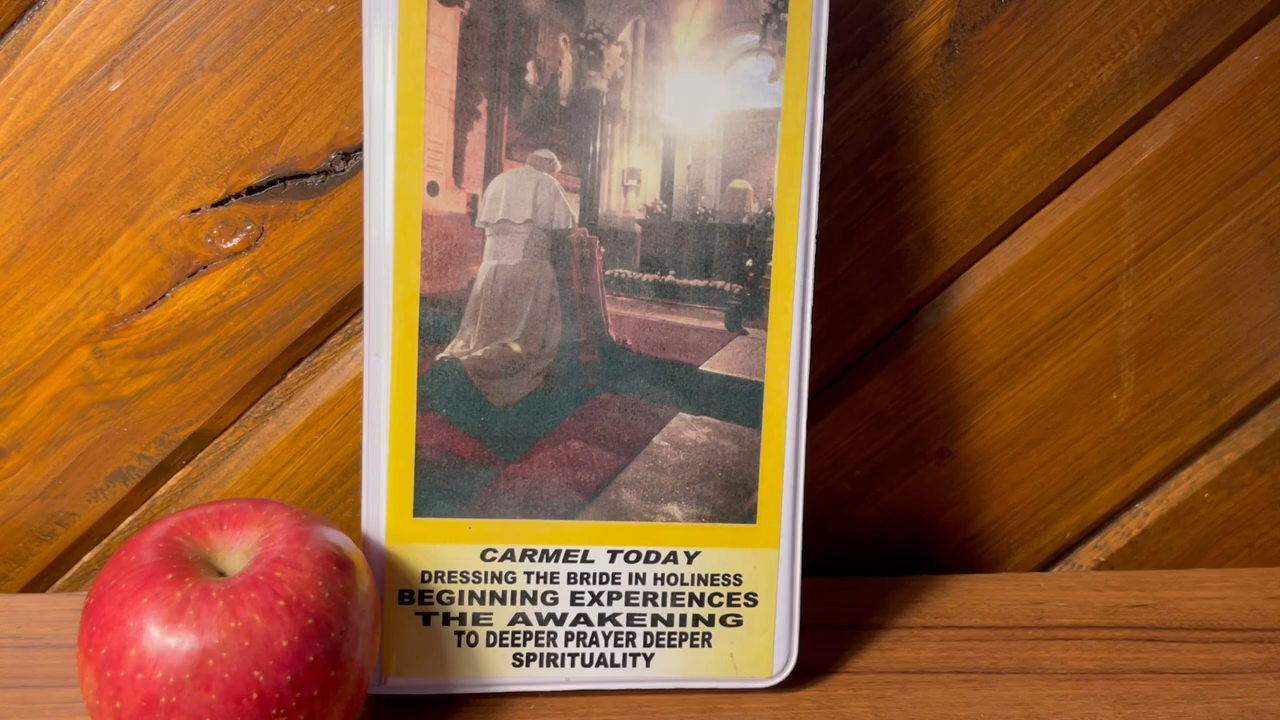 CARMEL TODAY
DRESSING THE BRIDE IN HOLINESS
BEGINNING EXPERIENCES
THE AWAKENING
TO DEEPER PRAYER DEEPER
SPIRITUALITY